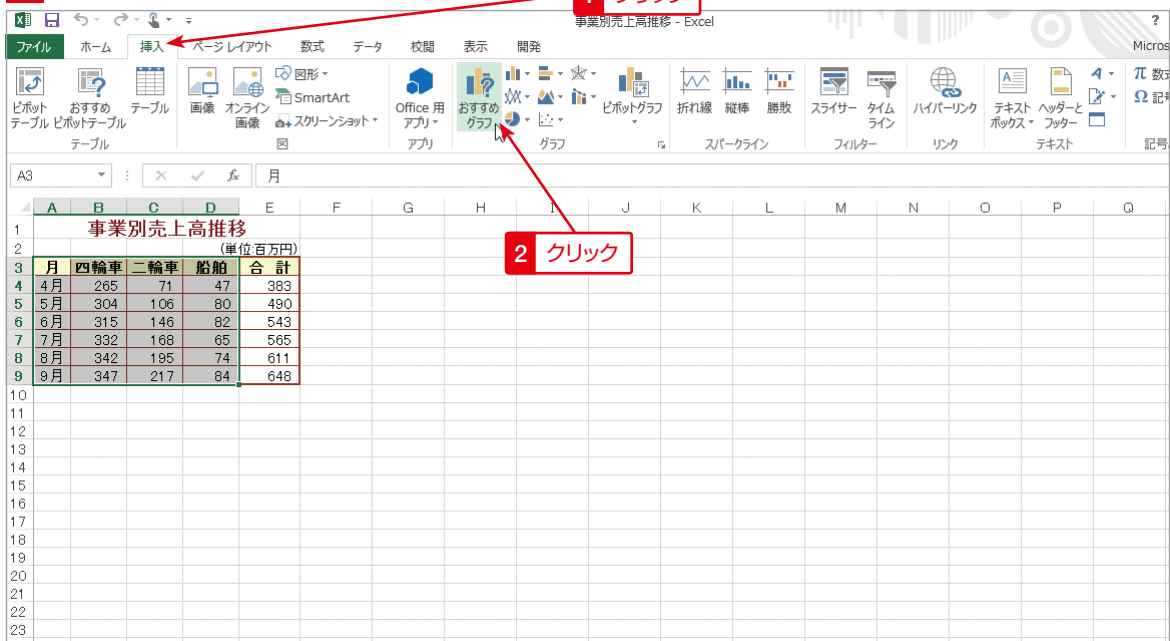 1 クリック
事業別売上高推移 - Excel ?
ファイル ホーム 挿入 ページ レイアウト 数式 データ 校閲 表示 開発 Micros
ピボット おすすめ テーブル 画像 オンライン 図形 Office 用 おすすめ ピボットグラフ 折れ線 縦棒 勝敗 スライサー タイム ハイパーリンク テキスト ヘッダーと π 数式
テーブル ピボットテーブル 画像 SmartArt アプリ グラフ ライン ボックス フッター Ω 記号
スクリーンショット
テーブル 図 アプリ グラフ スパークライン フィルター リンク テキスト 記号
A3 fx 月
A B C D E F G H I J K L M N O P Q
1 事業別売上高推移
2 (単位:百万円)
2 クリック
3 月 四輪車 二輪車 船舶 合 計
4 4月 265 71 47 383
5 5月 304 106 80 490
6 6月 315 146 82 543
7 7月 332 168 65 565
8 8月 342 195 74 611
9 9月 347 217 84 648
10
11
12
13
14
15
16
17
18
19
20
21
22
23